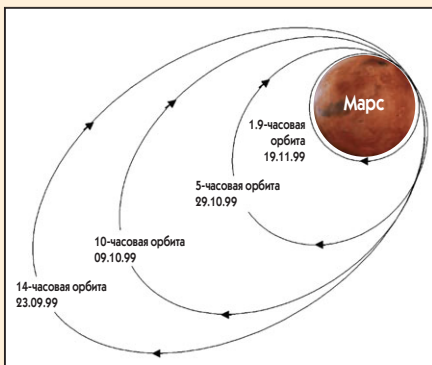 Марс
1.9-часовая
орбита
19.11.99
5-часовая орбита
29.10.99
10-часовая орбита
09.10.99
14-часовая орбита
23.09.99